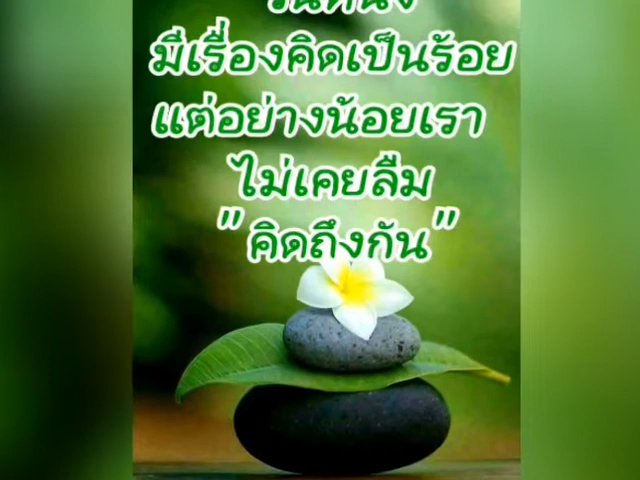 มีเรื่องคิดเป็นร้อย
แต่อย่างน้อยเรา
ไม่เคยลืม
"คิดถึงกัน"